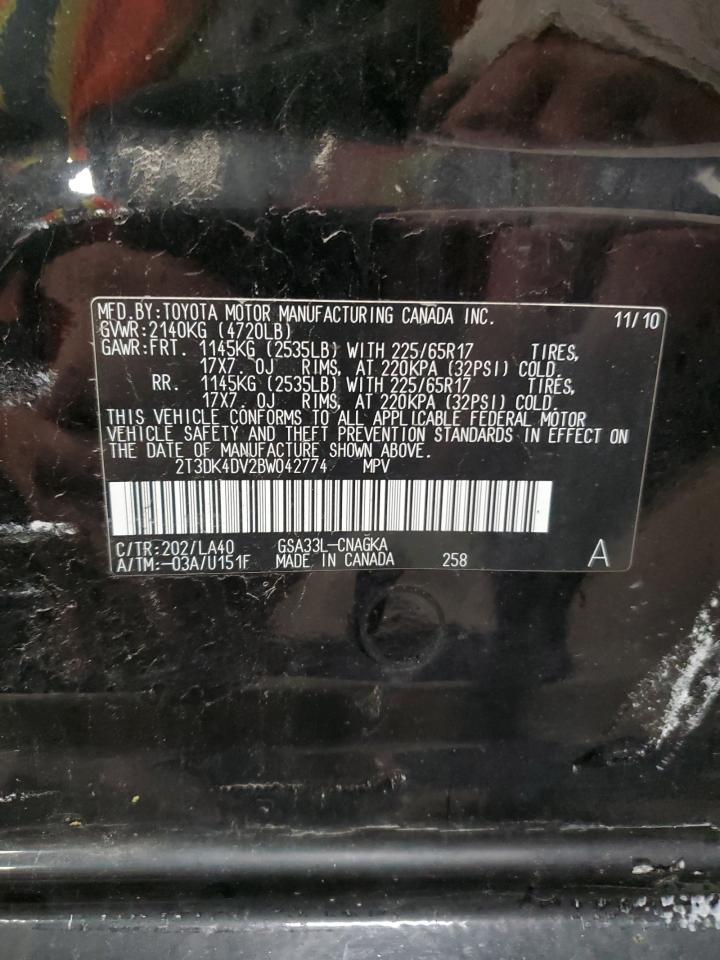 MFD.BY:TOYOTA MOTOR MANUFACTURING CANADA INC. 11/10
GVWR:2140KG (4720LB)
GAWR:FRT. 1145KG (2535LB) WITH 225/65R17 TIRES,
17X7.0J RIMS, AT 220KPA (32PSI) COLD.
RR. 1145KG (2535LB) WITH 225/65R17 TIRES,
17X7.0J RIMS, AT 220KPA (32PSI) COLD
THIS VEHICLE CONFORMS TO ALL APPLICABLE FEDERAL MOTOR
VEHICLE SAFETY AND THEFT PREVENTION STANDARDS IN EFFECT ON
THE DATE OF MANUFACTURE SHOWN ABOVE.
2T3DK4DV2BW042774 MPV
C/TR:202/LA40 GSA33L-CNAGKA
A/TM:-03A/U151F MADE IN CANADA 258 A